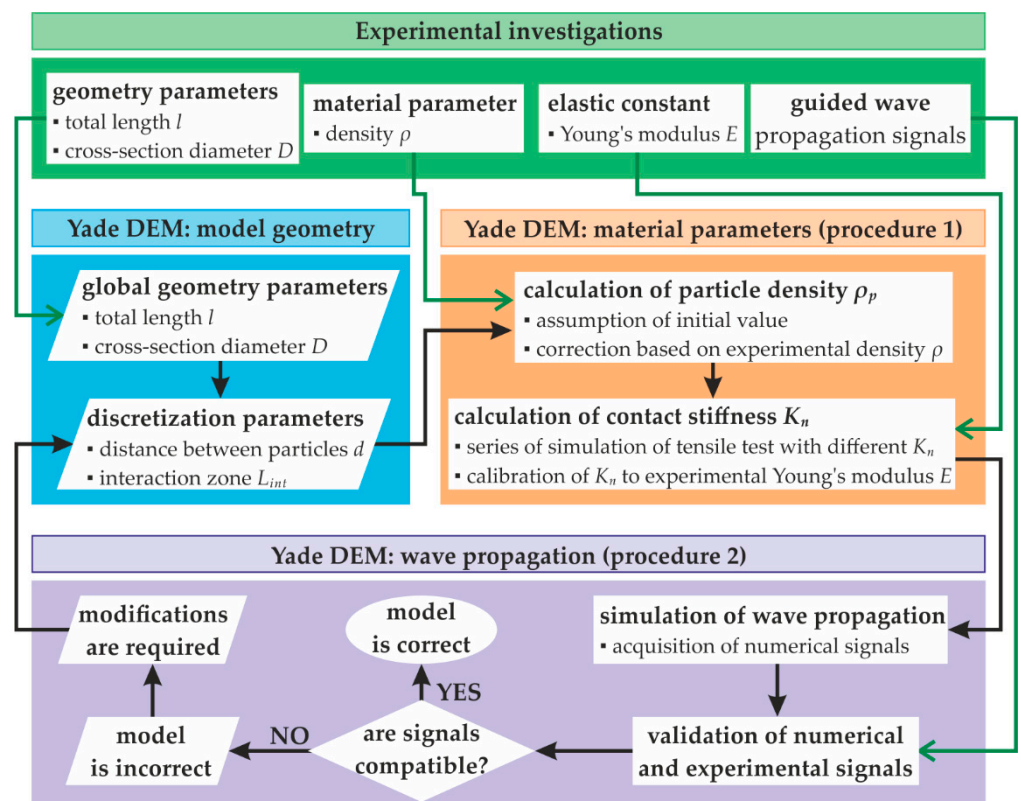 Experimental investigations
geometry parameters
▪ total length l
▪ cross-section diameter D
material parameter
▪ density ρ
elastic constant
▪ Young's modulus E
guided wave
propagation signals
Yade DEM: model geometry
global geometry parameters
▪ total length l
▪ cross-section diameter D
discretization parameters
▪ distance between particles d
▪ interaction zone L_int
Yade DEM: material parameters (procedure 1)
calculation of particle density ρ_p
▪ assumption of initial value
▪ correction based on experimental density ρ
calculation of contact stiffness K_n
▪ series of simulation of tensile test with different K_n
▪ calibration of K_n to experimental Young's modulus E
Yade DEM: wave propagation (procedure 2)
simulation of wave propagation
▪ acquisition of numerical signals
validation of numerical
and experimental signals
are signals
compatible?
YES
model
is correct
NO
model
is incorrect
modifications
are required